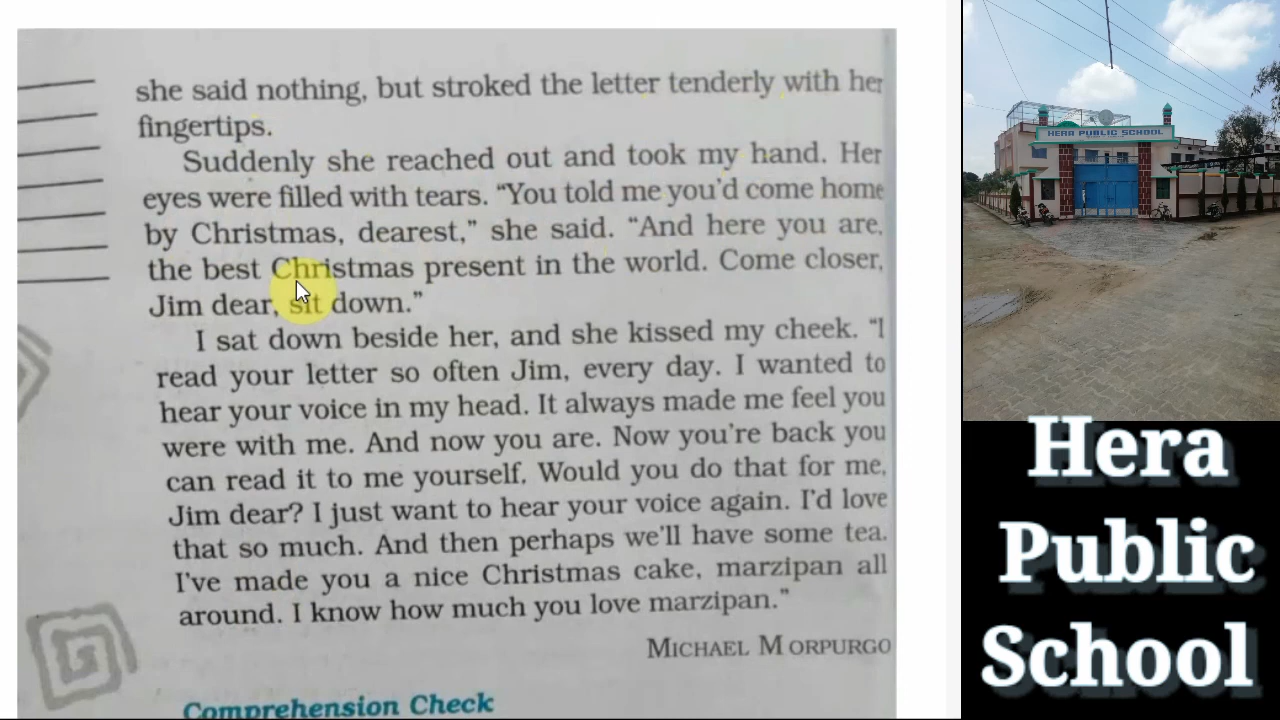 she said nothing, but stroked the letter tenderly with her
fingertips.
Suddenly she reached out and took my hand. Her
eyes were filled with tears. “You told me you’d come home
by Christmas, dearest,” she said. “And here you are,
the best Christmas present in the world. Come closer,
Jim dear, sit down.”
I sat down beside her, and she kissed my cheek. “I
read your letter so often Jim, every day. I wanted to
hear your voice in my head. It always made me feel you
were with me. And now you are. Now you’re back you
can read it to me yourself. Would you do that for me,
Jim dear? I just want to hear your voice again. I’d love
that so much. And then perhaps we’ll have some tea.
I’ve made you a nice Christmas cake, marzipan all
around. I know how much you love marzipan.”
MICHAEL MORPURGO
Comprehension Check
HERA PUBLIC SCHOOL
Hera
Public
School